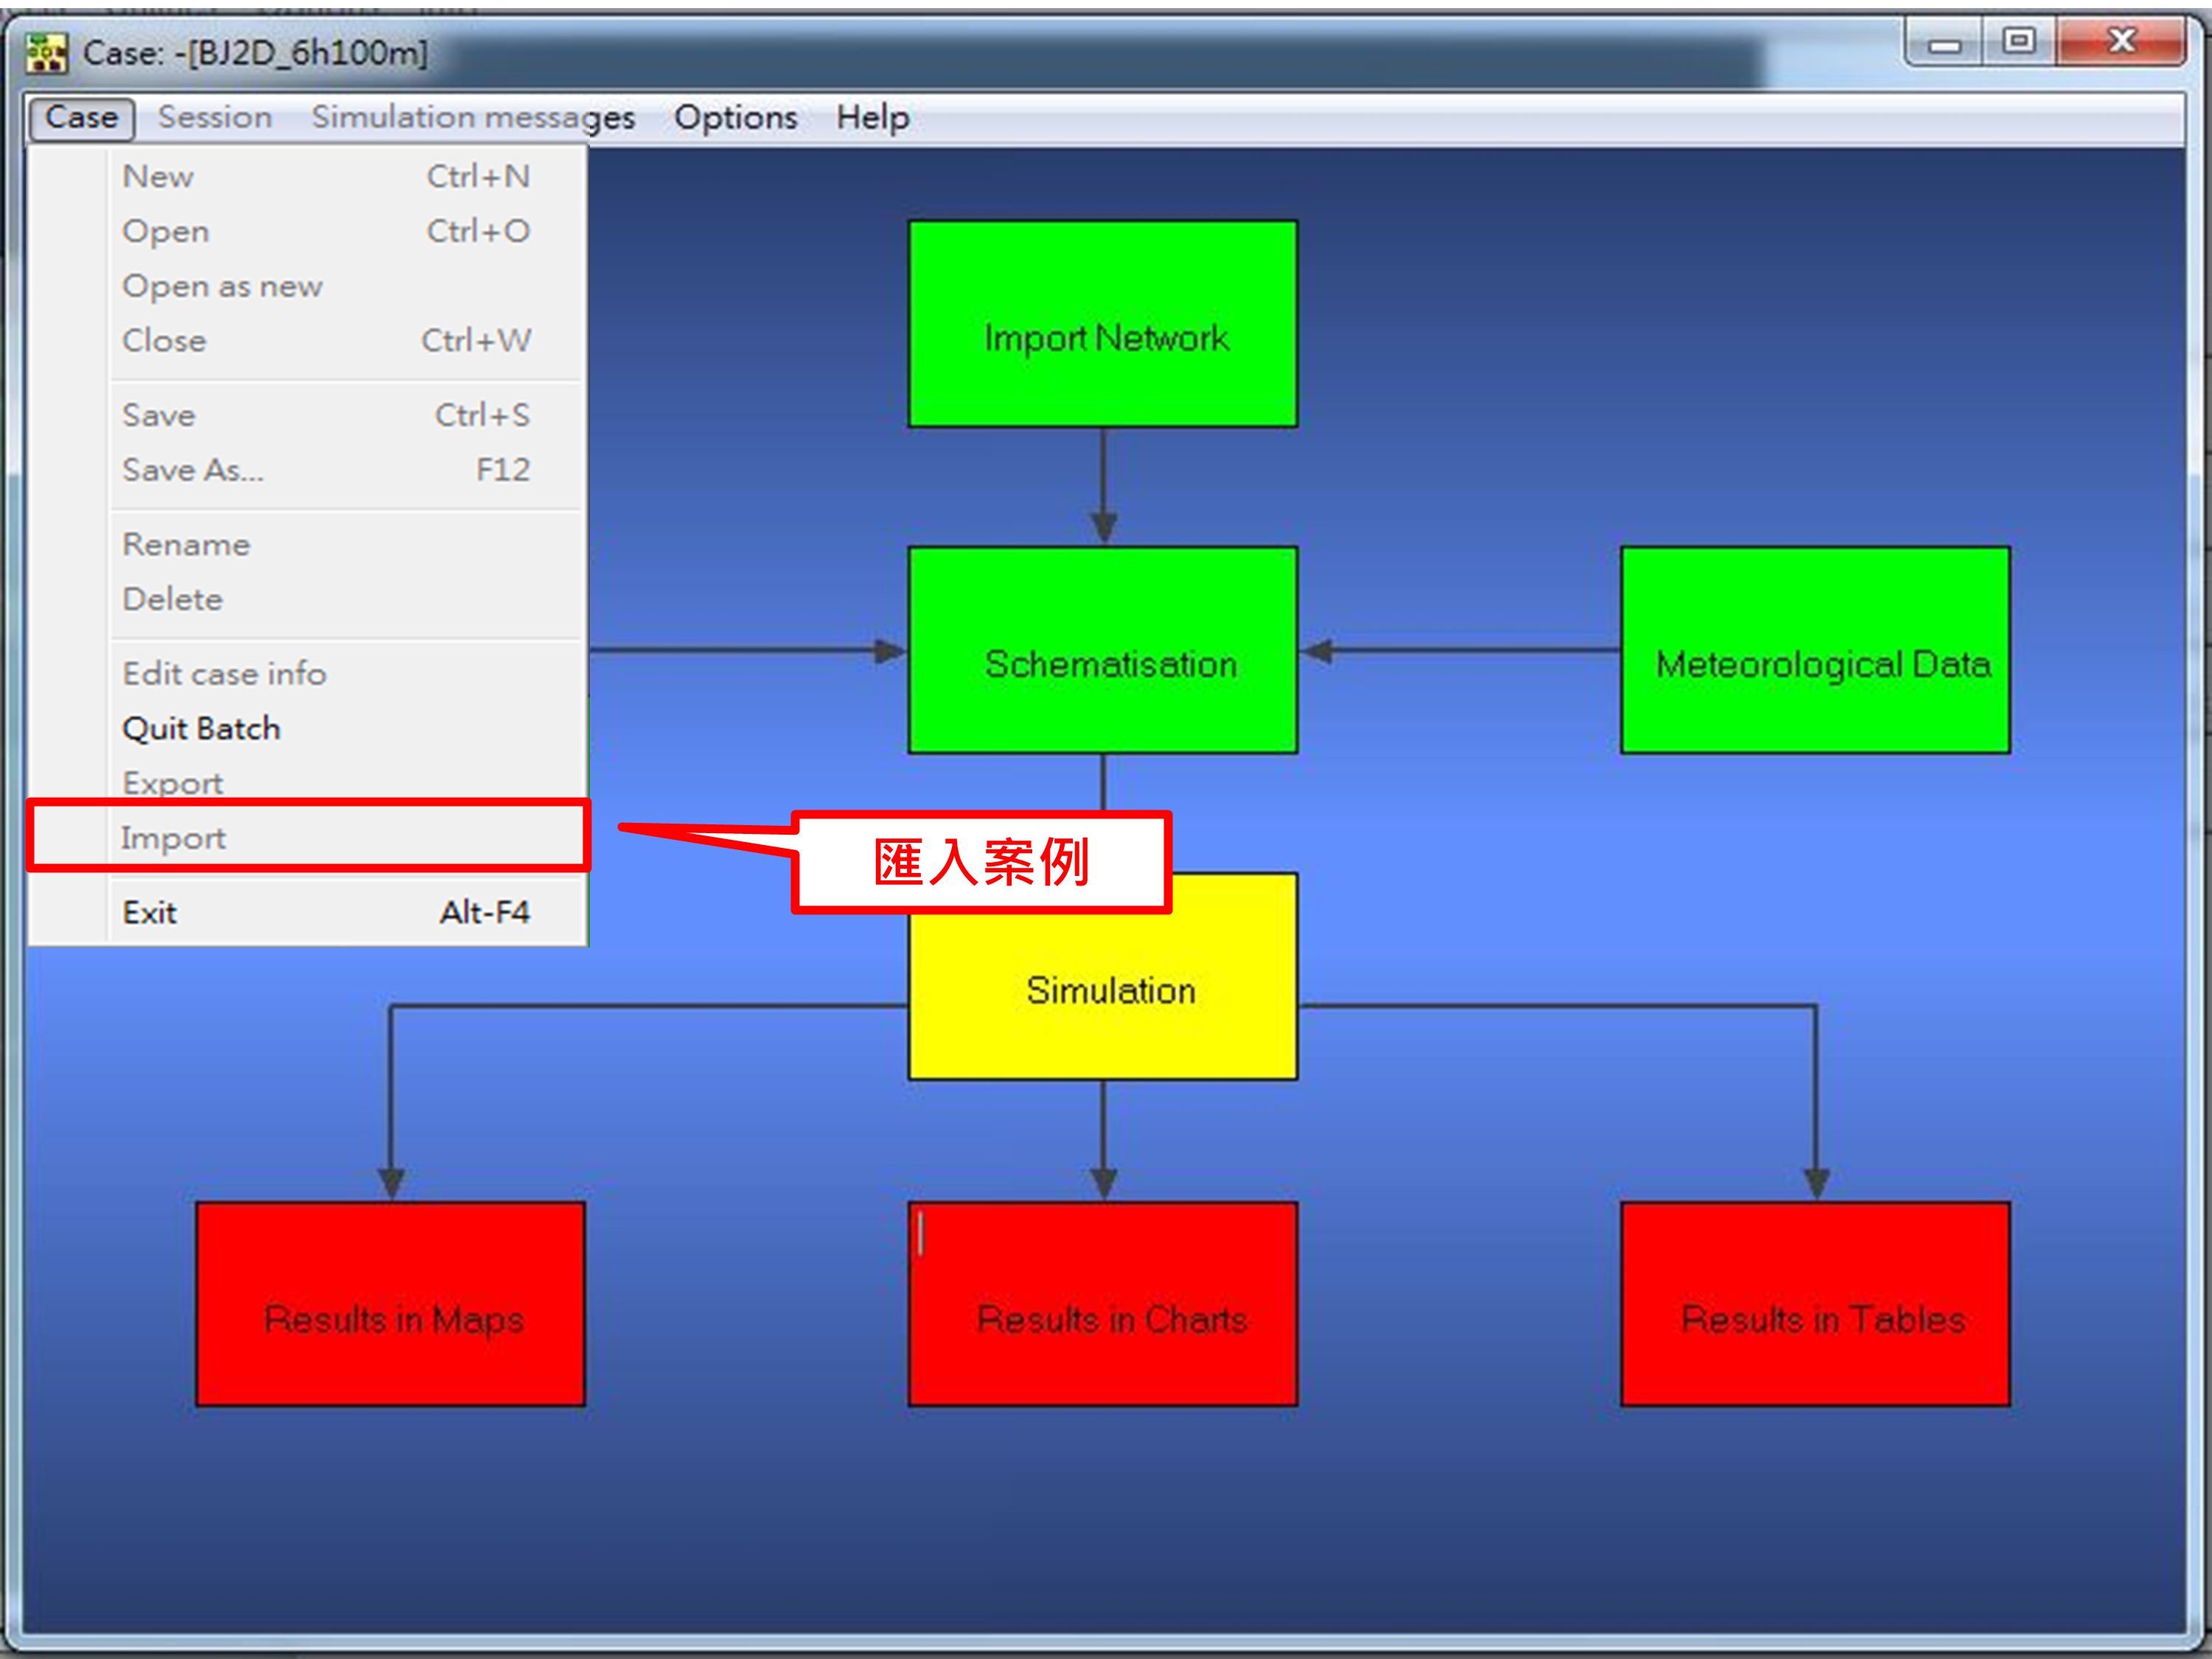 Case: -[BJ2D_6h100m]
Case Session Simulation messages Options Help
New Ctrl+N
Open Ctrl+O
Open as new
Close Ctrl+W
Save Ctrl+S
Save As... F12
Rename
Delete
Edit case info
Quit Batch
Export
Import
Exit Alt-F4
匯入案例
Import Network
Schematisation
Meteorological Data
Simulation
Results in Maps
Results in Charts
Results in Tables